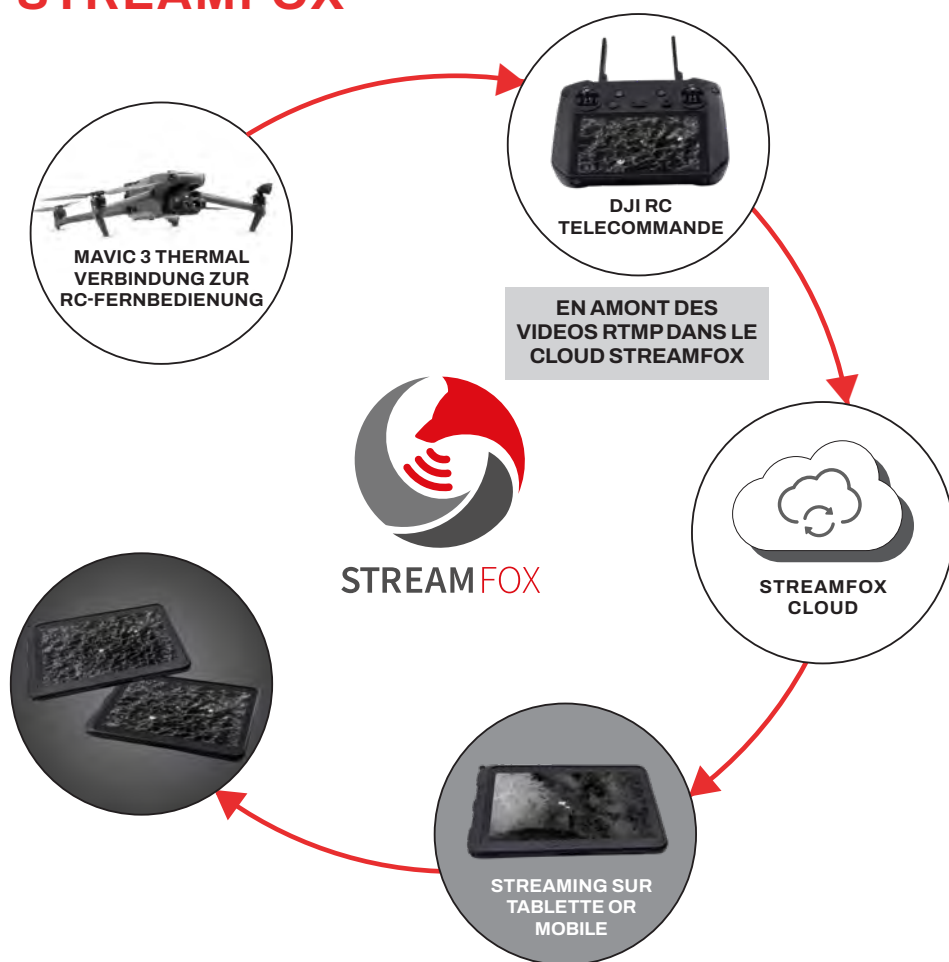 STREAMFOX
MAVIC 3 THERMAL
VERBINDUNG ZUR
RC-FERNBEDIENUNG
DJI RC
TELECOMMANDE
EN AMONT DES
VIDEOS RTMP DANS LE
CLOUD STREAMFOX
STREAMFOX
STREAMFOX
CLOUD
STREAMING SUR
TABLETTE OR
MOBILE